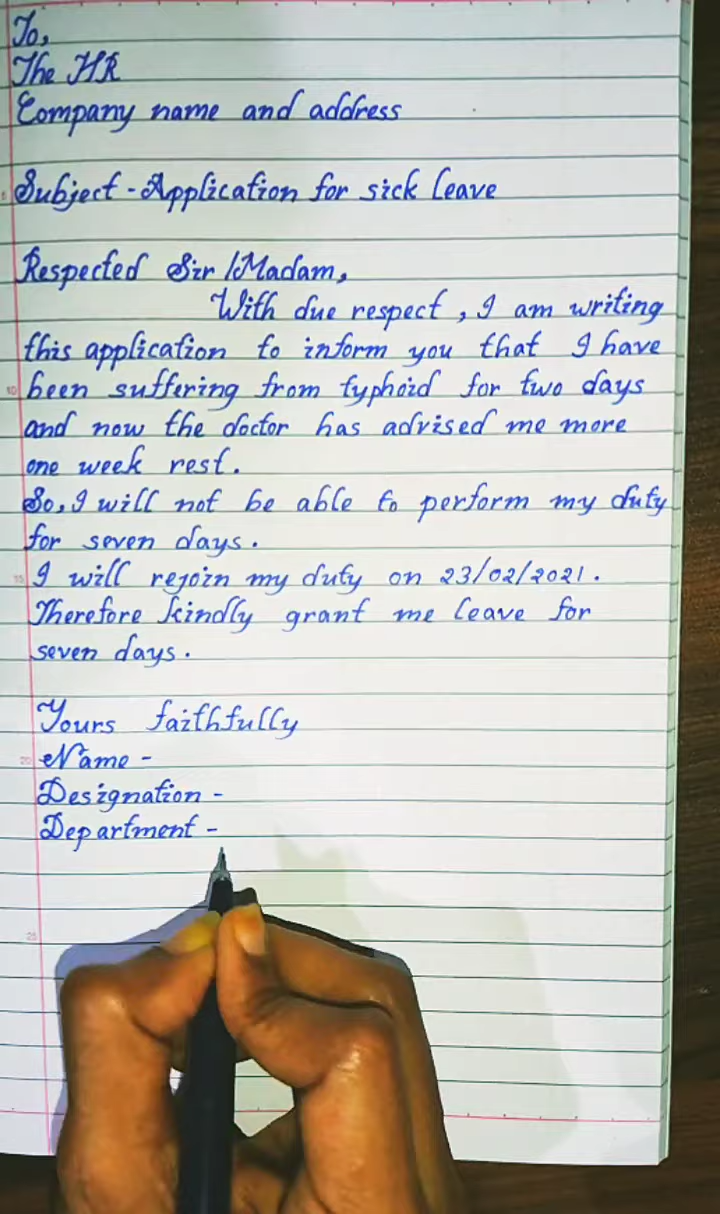 To,
The HR
Company name and address
Subject - Application for sick leave
Respected Sir/Madam,
With due respect, I am writing
this application to inform you that I have
been suffering from typhoid for two days
and now the doctor has advised me more
one week rest.
So, I will not be able to perform my duty
for seven days.
I will rejoin my duty on 23/02/2021.
Therefore kindly grant me leave for
seven days.
Yours faithfully
Name -
Designation -
Department -